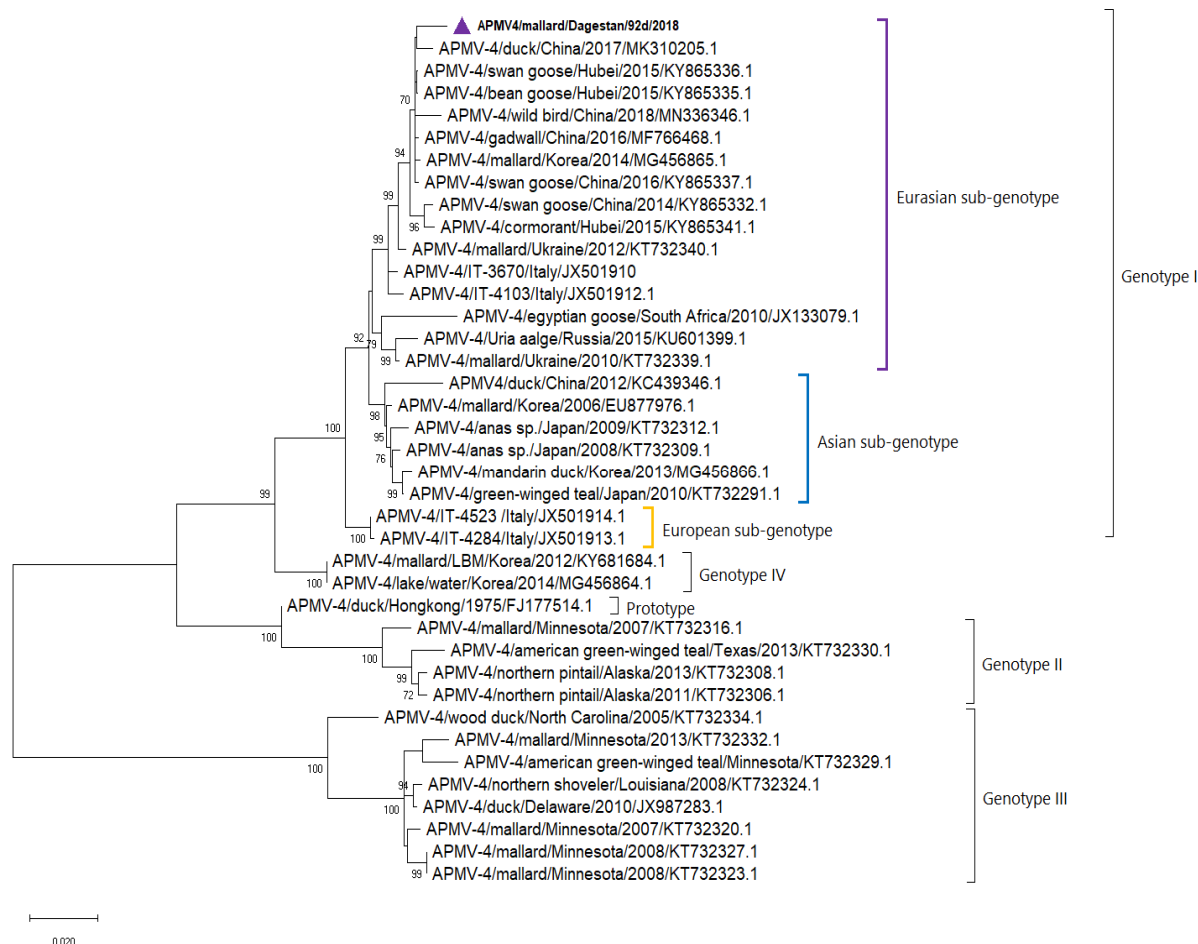 APMV4/mallard/Dagestan/92d/2018
APMV-4/duck/China/2017/MK310205.1
APMV-4/swan goose/Hubei/2015/KY865336.1
70
APMV-4/bean goose/Hubei/2015/KY865335.1
APMV-4/wild bird/China/2018/MN336346.1
APMV-4/gadwall/China/2016/MF766468.1
94
APMV-4/mallard/Korea/2014/MG456865.1
APMV-4/swan goose/China/2016/KY865337.1
99
APMV-4/swan goose/China/2014/KY865332.1
Eurasian sub-genotype
96
APMV-4/cormorant/Hubei/2015/KY865341.1
99
APMV-4/mallard/Ukraine/2012/KT732340.1
APMV-4/IT-3670/Italy/JX501910
Genotype I
APMV-4/IT-4103/Italy/JX501912.1
APMV-4/egyptian goose/South Africa/2010/JX133079.1
92
79
APMV-4/Uria aalge/Russia/2015/KU601399.1
99
APMV-4/mallard/Ukraine/2010/KT732339.1
APMV4/duck/China/2012/KC439346.1
98
APMV-4/mallard/Korea/2006/EU877976.1
100
95
APMV-4/anas sp./Japan/2009/KT732312.1
Asian sub-genotype
76
APMV-4/anas sp./Japan/2008/KT732309.1
APMV-4/mandarin duck/Korea/2013/MG456866.1
99
APMV-4/green-winged teal/Japan/2010/KT732291.1
99
APMV-4/IT-4523 /Italy/JX501914.1
European sub-genotype
100
APMV-4/IT-4284/Italy/JX501913.1
APMV-4/mallard/LBM/Korea/2012/KY681684.1
Genotype IV
100
APMV-4/lake/water/Korea/2014/MG456864.1
APMV-4/duck/Hongkong/1975/FJ177514.1
Prototype
100
APMV-4/mallard/Minnesota/2007/KT732316.1
100
APMV-4/american green-winged teal/Texas/2013/KT732330.1
Genotype II
99
APMV-4/northern pintail/Alaska/2013/KT732308.1
72
APMV-4/northern pintail/Alaska/2011/KT732306.1
APMV-4/wood duck/North Carolina/2005/KT732334.1
APMV-4/mallard/Minnesota/2013/KT732332.1
100
APMV-4/american green-winged teal/Minnesota/KT732329.1
94
APMV-4/northern shoveler/Louisiana/2008/KT732324.1
Genotype III
100
APMV-4/duck/Delaware/2010/JX987283.1
APMV-4/mallard/Minnesota/2007/KT732320.1
APMV-4/mallard/Minnesota/2008/KT732327.1
99
APMV-4/mallard/Minnesota/2008/KT732323.1
0.020